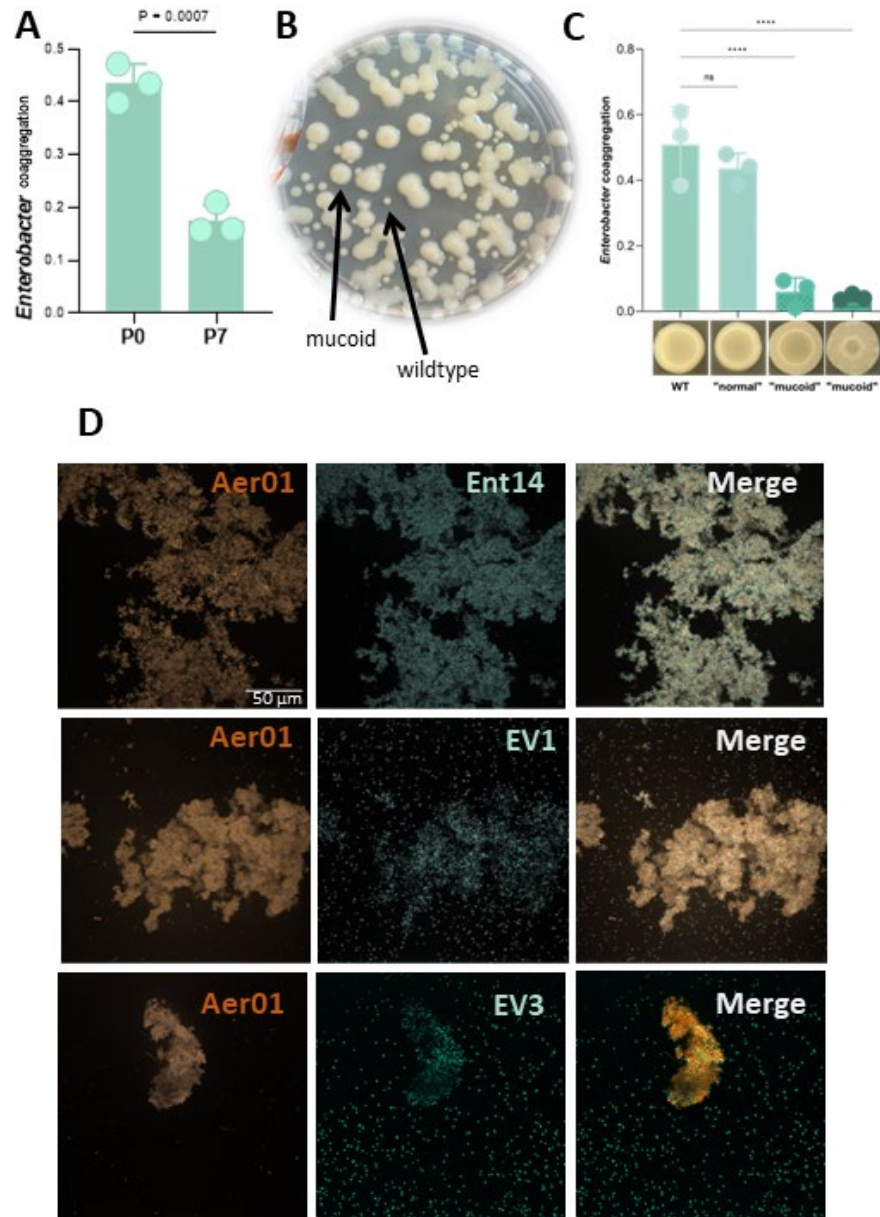 A
P = 0.0007
Enterobacter coaggregation
0.5
0.4
0.3
0.2
0.1
0.0
P0
P7
B
mucoid
wildtype
C
****
****
ns
Enterobacter coaggregation
0.8
0.6
0.4
0.2
0.0
WT
"normal"
"mucoid"
"mucoid"
D
Aer01
Ent14
Merge
50 µm
Aer01
EV1
Merge
Aer01
EV3
Merge